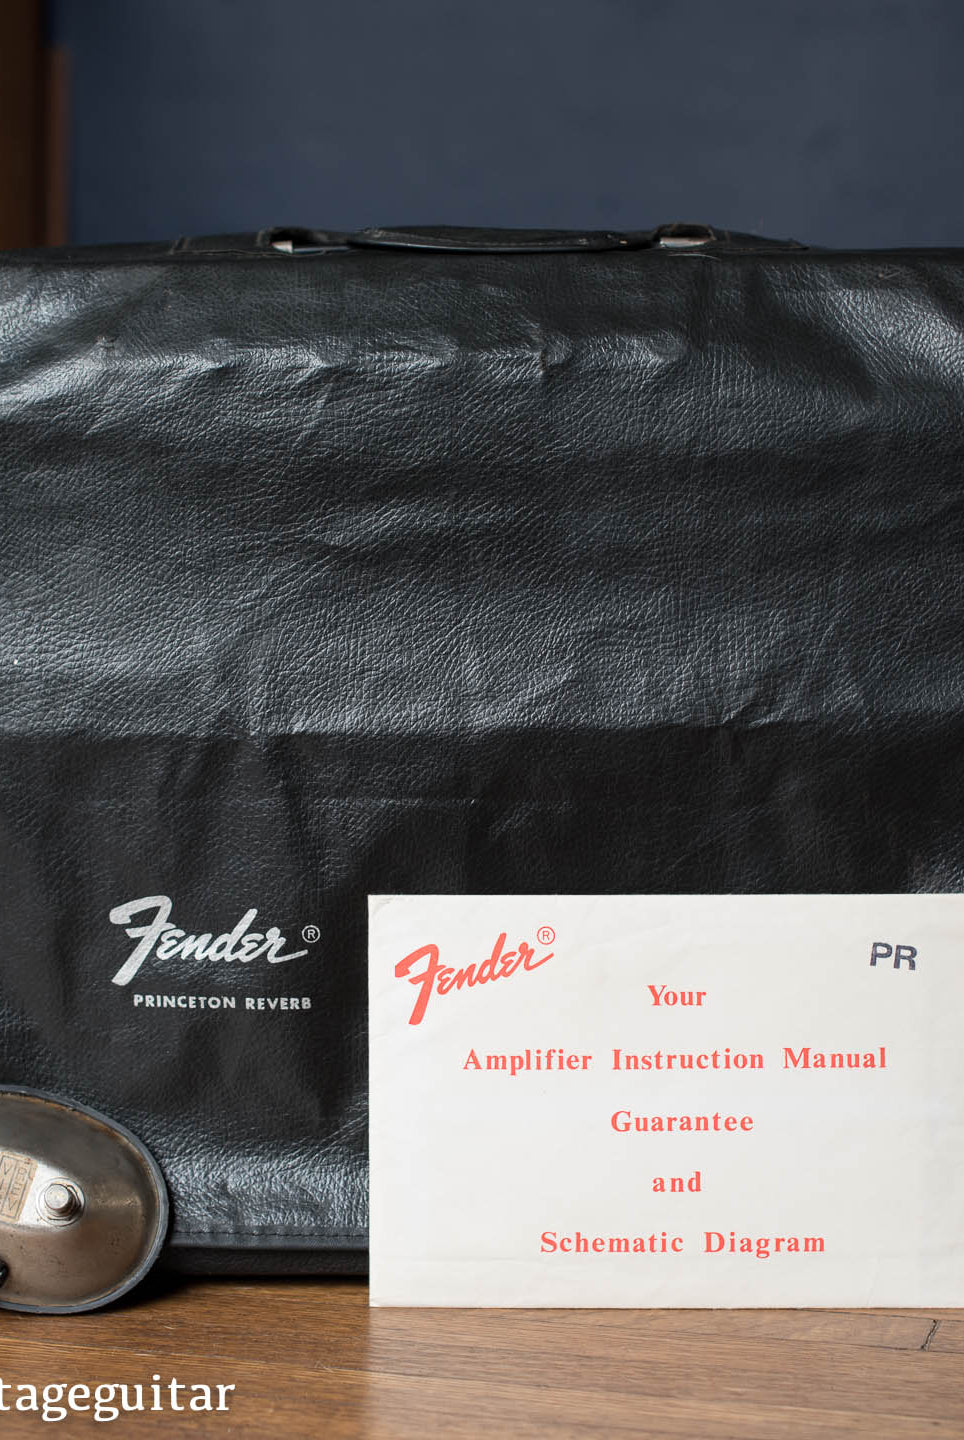 Fender®
PRINCETON REVERB
Fender®
PR
Your
Amplifier Instruction Manual
Guarantee
and
Schematic Diagram
tageguitar